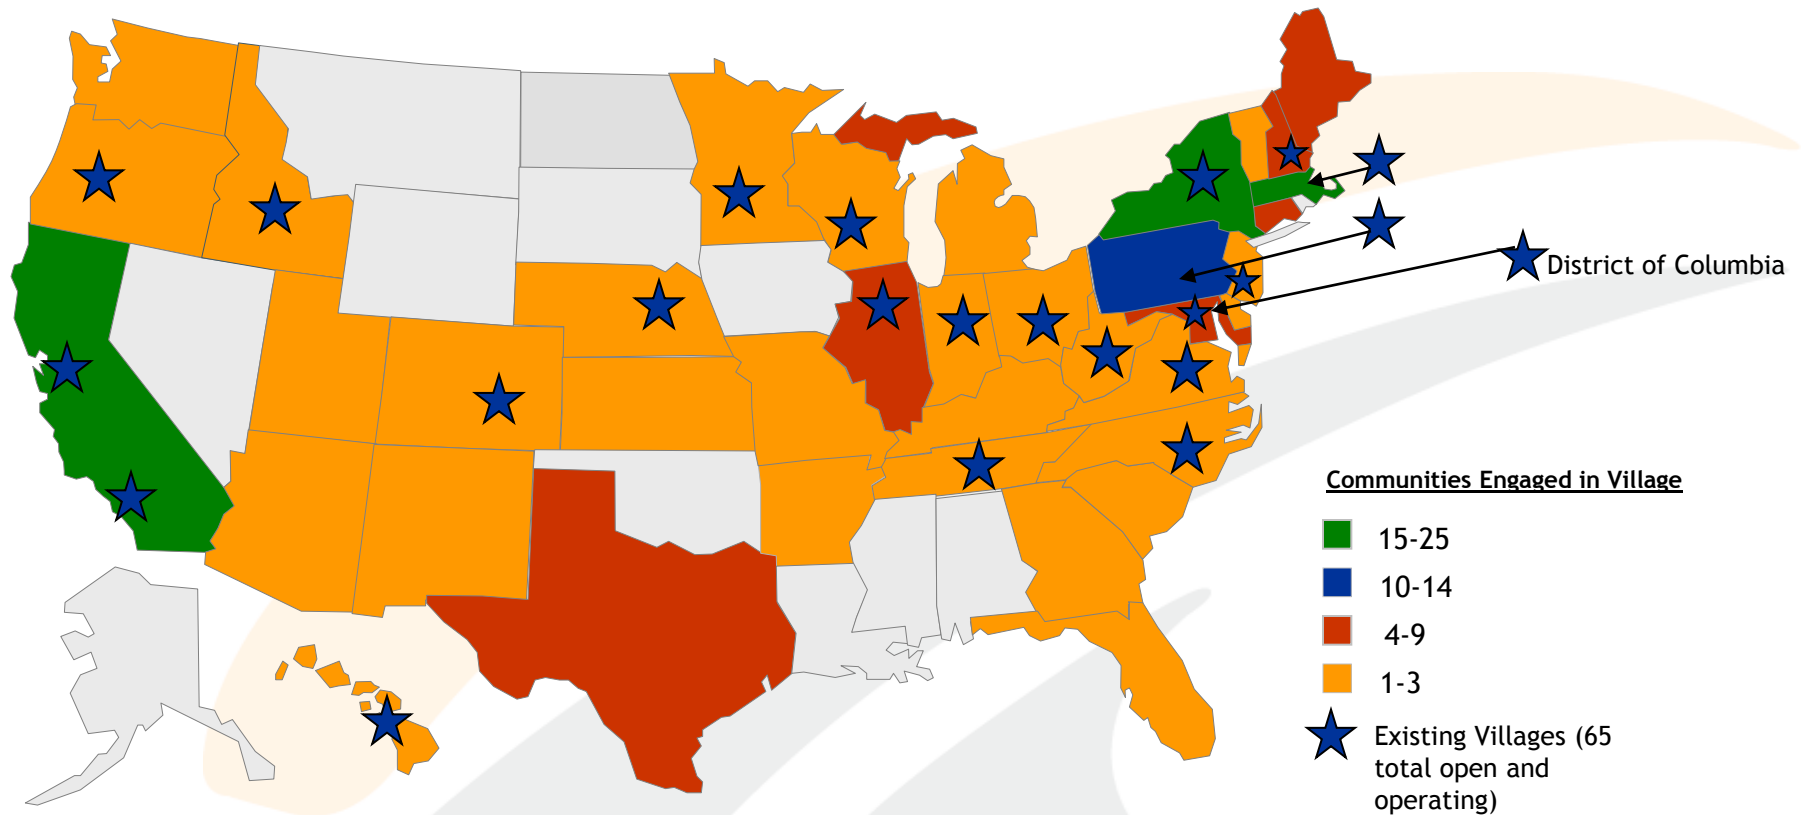 District of Columbia
Communities Engaged in Village
15-25
10-14
4-9
1-3
Existing Villages (65
total open and
operating)